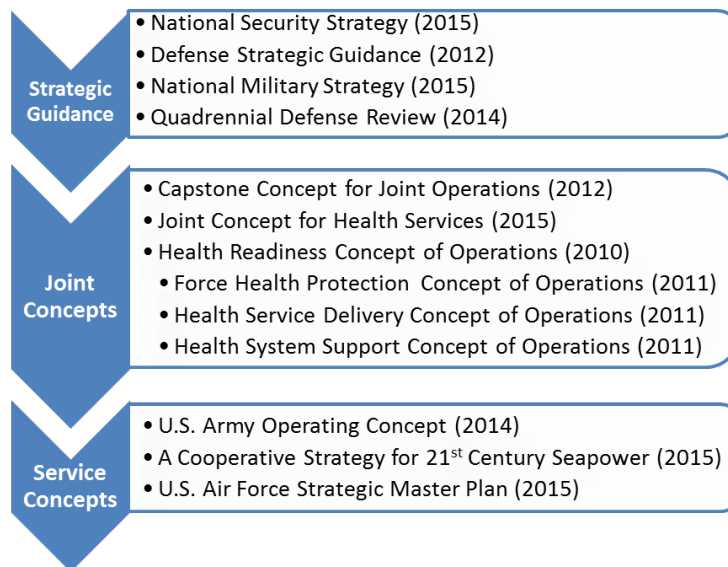 Strategic
Guidance
• National Security Strategy (2015)
• Defense Strategic Guidance (2012)
• National Military Strategy (2015)
• Quadrennial Defense Review (2014)
Joint
Concepts
• Capstone Concept for Joint Operations (2012)
• Joint Concept for Health Services (2015)
• Health Readiness Concept of Operations (2010)
• Force Health Protection Concept of Operations (2011)
• Health Service Delivery Concept of Operations (2011)
• Health System Support Concept of Operations (2011)
Service
Concepts
• U.S. Army Operating Concept (2014)
• A Cooperative Strategy for 21st Century Seapower (2015)
• U.S. Air Force Strategic Master Plan (2015)